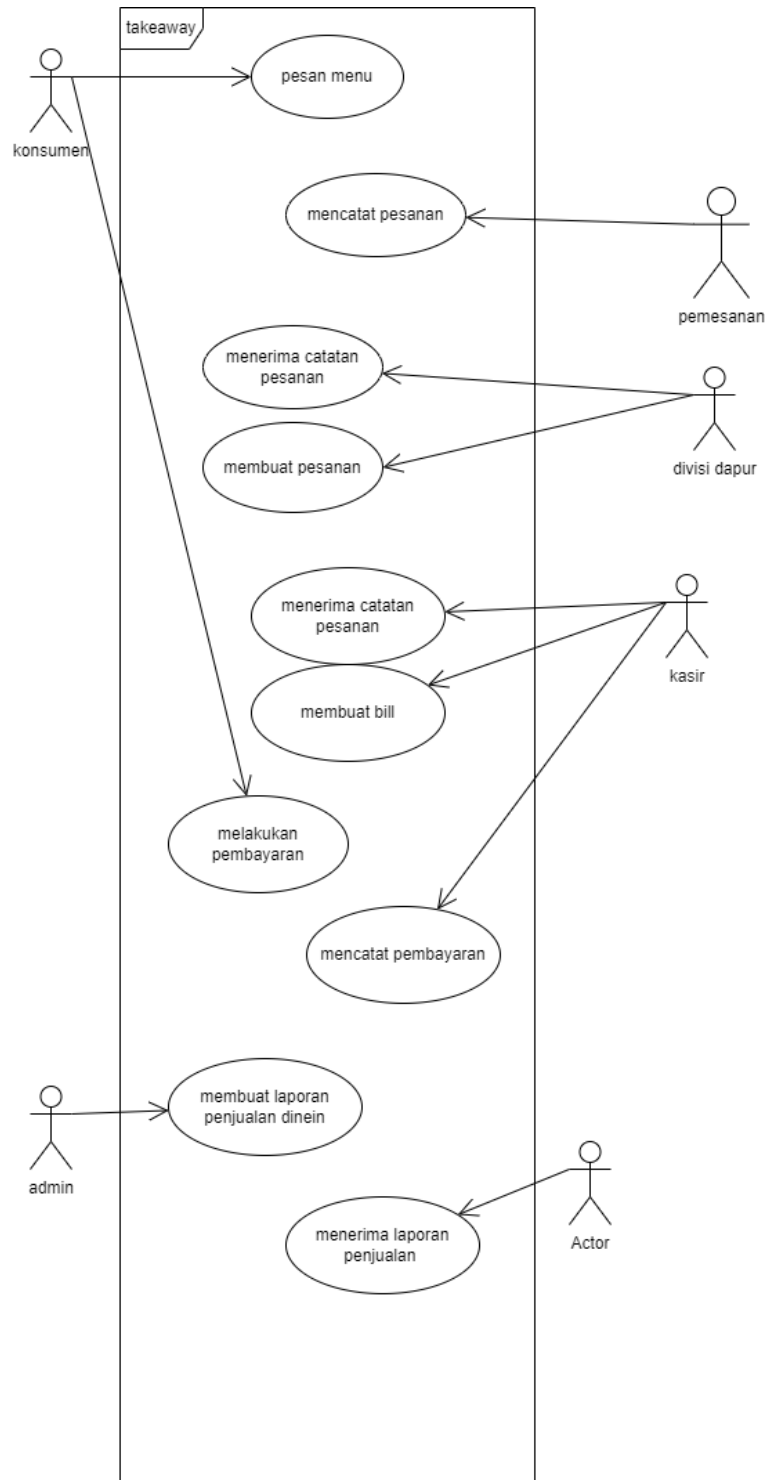 takeaway
pesan menu
konsumen
mencatat pesanan
pemesanan
menerima catatan
pesanan
membuat pesanan
divisi dapur
menerima catatan
pesanan
membuat bill
kasir
melakukan
pembayaran
mencatat pembayaran
membuat laporan
penjualan dinein
admin
menerima laporan
penjualan
Actor